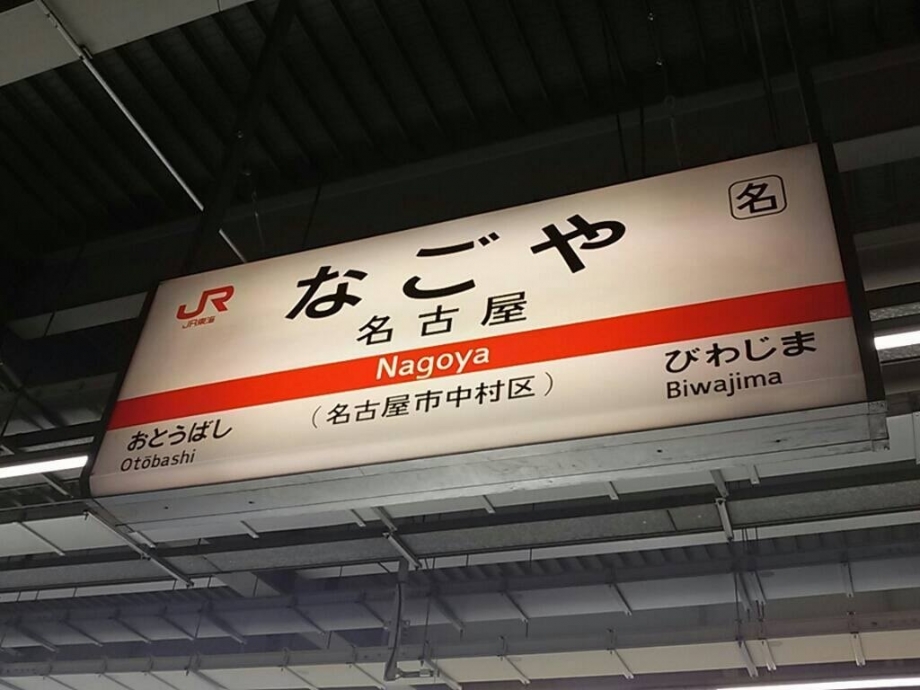 名
なごや
JR
JR東海
名古屋
Nagoya
(名古屋市中村区)
おとうばし
Otōbashi
びわじま
Biwajima